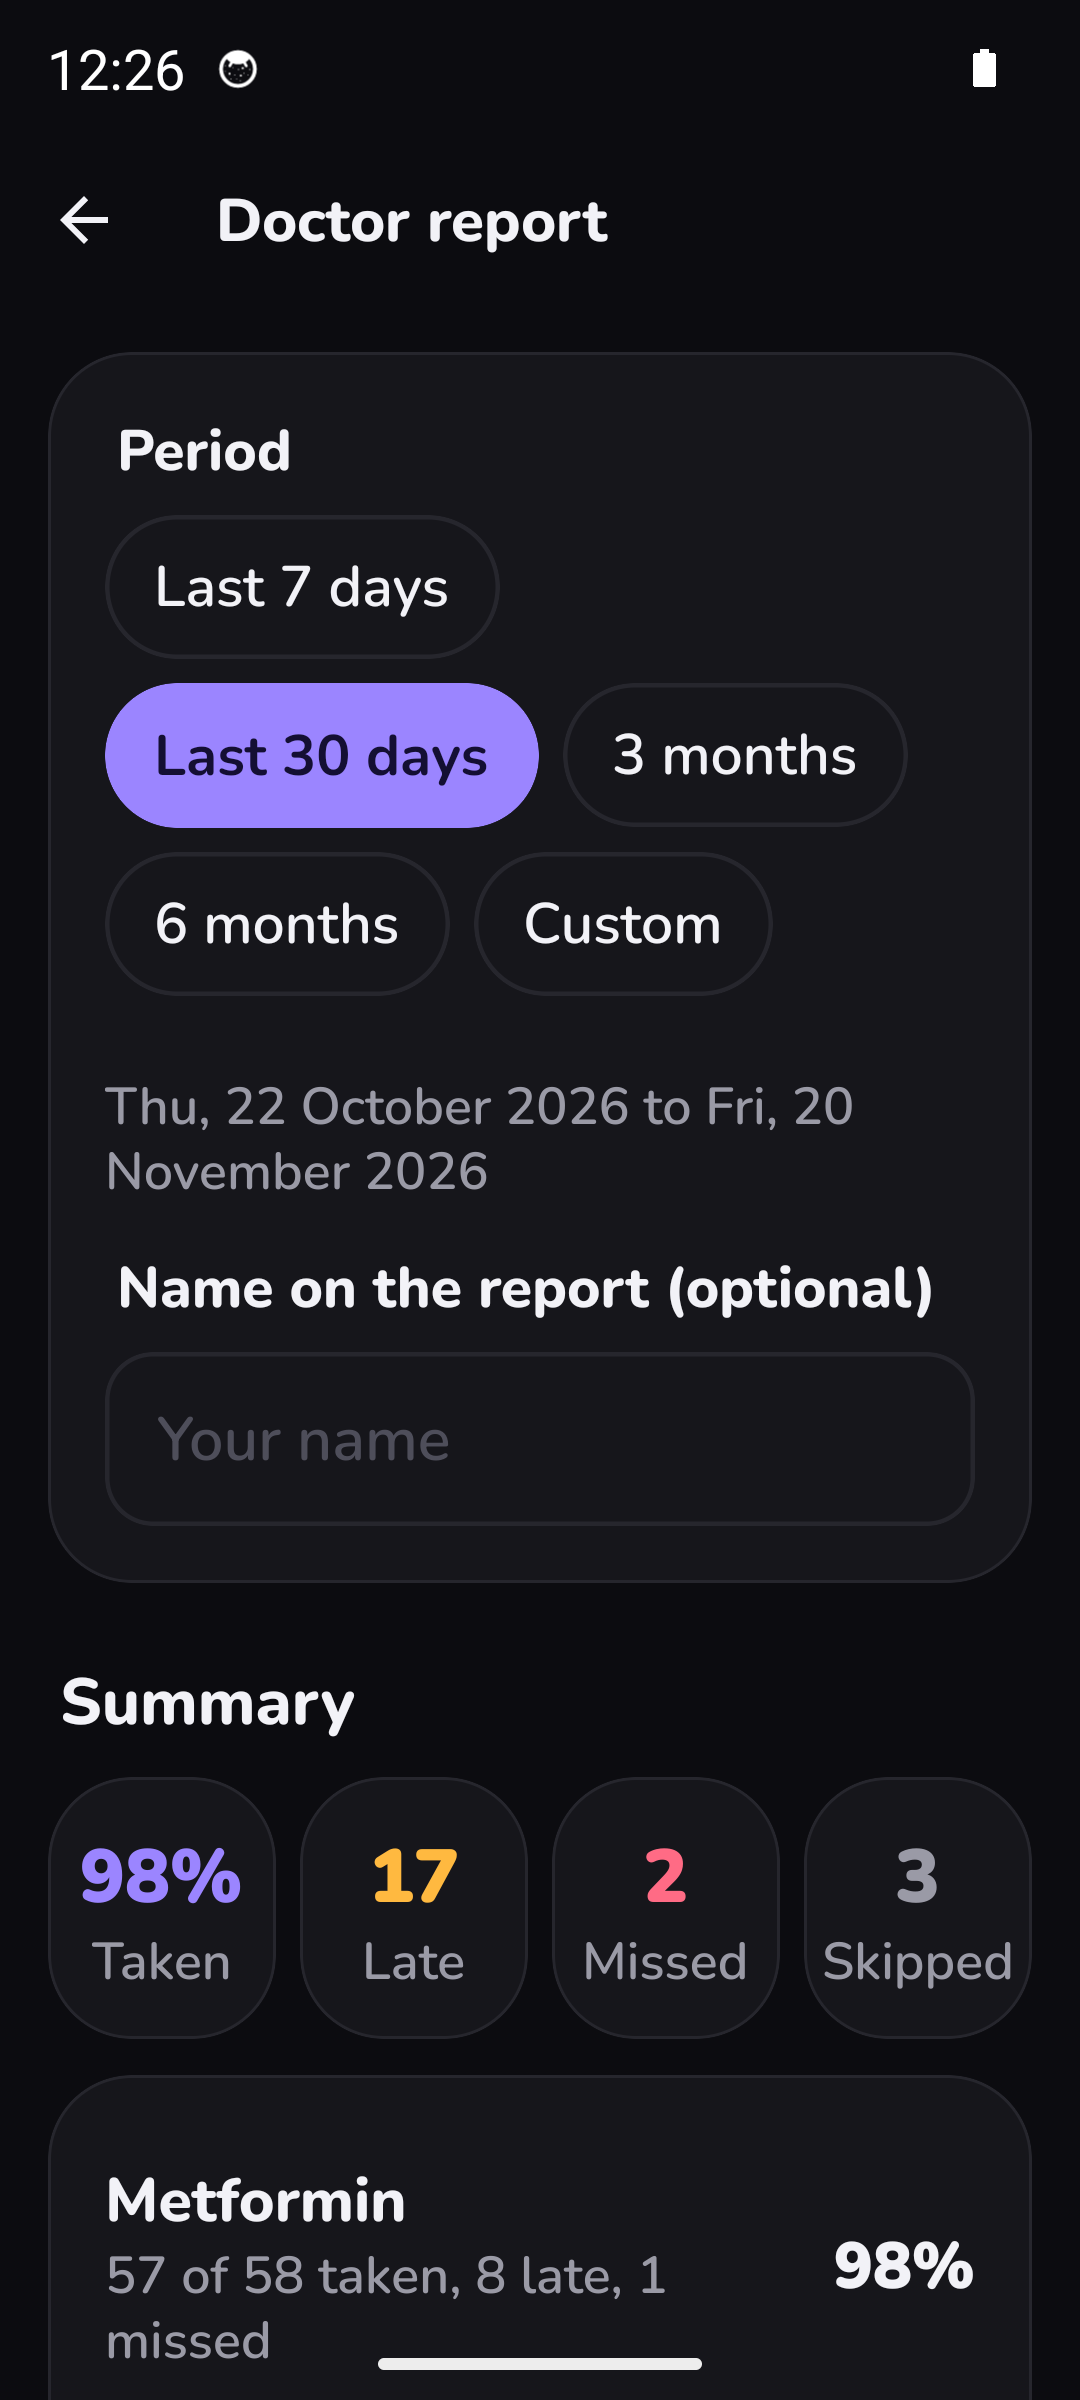 12:26
Doctor report
Period
Last 7 days
Last 30 days
3 months
6 months
Custom
Thu, 22 October 2026 to Fri, 20
November 2026
Name on the report (optional)
Your name
Summary
98%
Taken
17
Late
2
Missed
3
Skipped
Metformin
57 of 58 taken, 8 late, 1
missed
98%